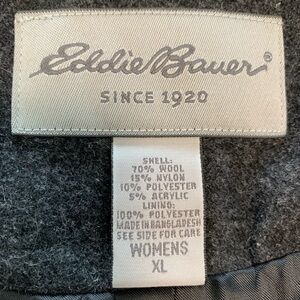 Eddie Bauer®
SINCE 1920
SHELL:
70% WOOL
15% NYLON
10% POLYESTER
5% ACRYLIC
LINING:
100% POLYESTER
MADE IN BANGLADESH
SEE SIDE FOR CARE
WOMENS
XL